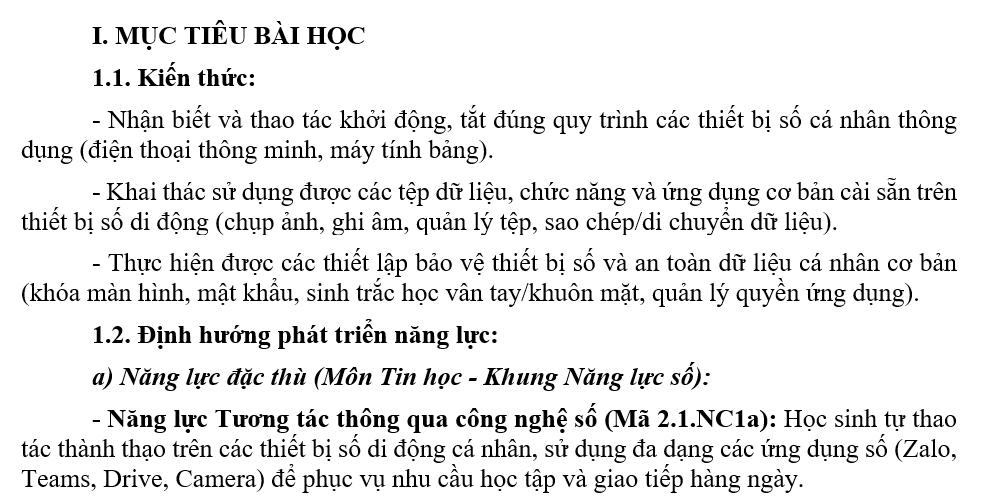 I. MỤC TIÊU BÀI HỌC
1.1. Kiến thức:
- Nhận biết và thao tác khởi động, tắt đúng quy trình các thiết bị số cá nhân thông
dụng (điện thoại thông minh, máy tính bảng).
- Khai thác sử dụng được các tệp dữ liệu, chức năng và ứng dụng cơ bản cài sẵn trên
thiết bị số di động (chụp ảnh, ghi âm, quản lý tệp, sao chép/di chuyển dữ liệu).
- Thực hiện được các thiết lập bảo vệ thiết bị số và an toàn dữ liệu cá nhân cơ bản
(khóa màn hình, mật khẩu, sinh trắc học vân tay/khuôn mặt, quản lý quyền ứng dụng).
1.2. Định hướng phát triển năng lực:
a) Năng lực đặc thù (Môn Tin học - Khung Năng lực số):
- Năng lực Tương tác thông qua công nghệ số (Mã 2.1.NC1a): Học sinh tự thao
tác thành thạo trên các thiết bị số di động cá nhân, sử dụng đa dạng các ứng dụng số (Zalo,
Teams, Drive, Camera) để phục vụ nhu cầu học tập và giao tiếp hàng ngày.